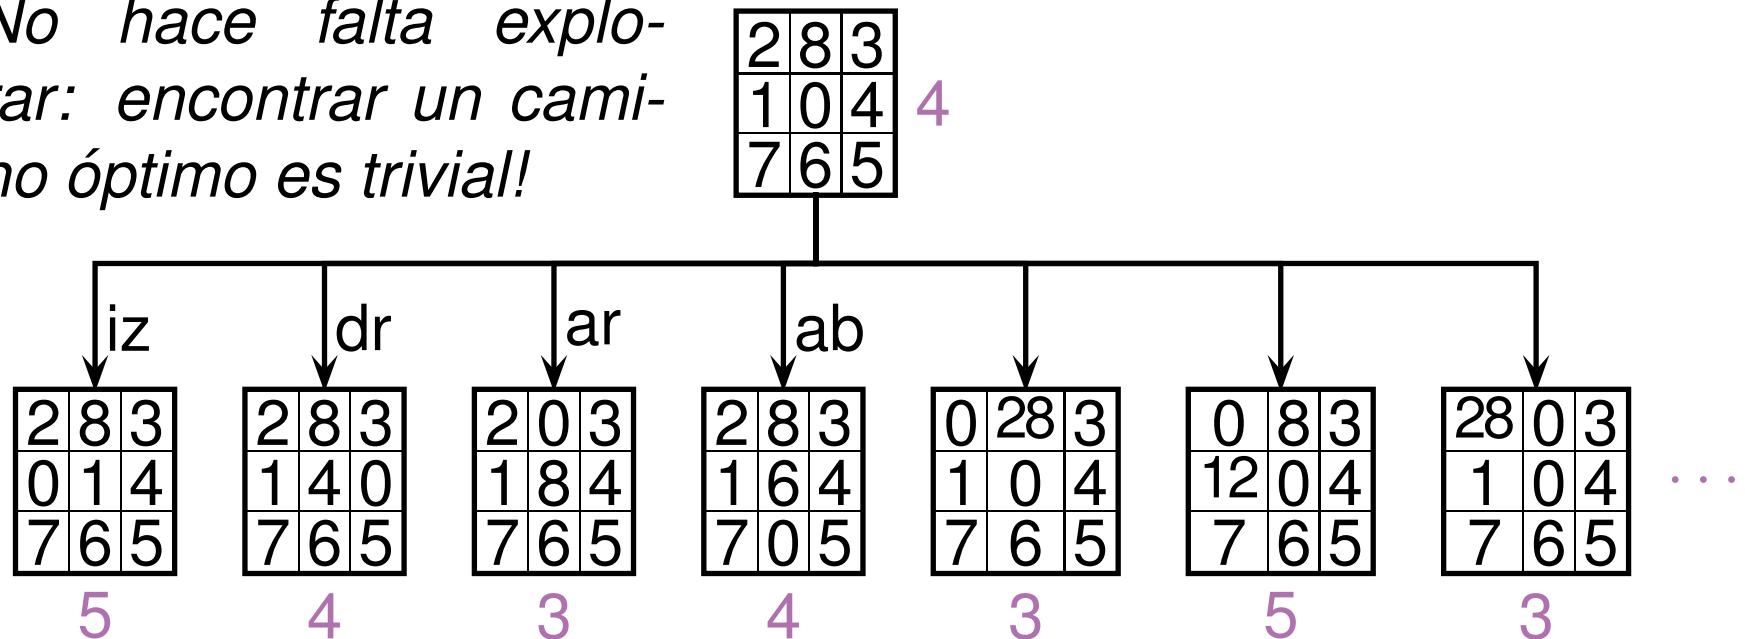 No hace falta explo-
rar: encontrar un cami-
no óptimo es trivial!
2 8 3
1 0 4
7 6 5
4
iz dr ar ab
2 8 3
0 1 4
7 6 5
5
2 8 3
1 4 0
7 6 5
4
2 0 3
1 8 4
7 6 5
3
2 8 3
1 6 4
7 0 5
4
0 28 3
1 0 4
7 6 5
3
0 8 3
12 0 4
7 6 5
5
28 0 3
1 0 4
7 6 5
3
. . .